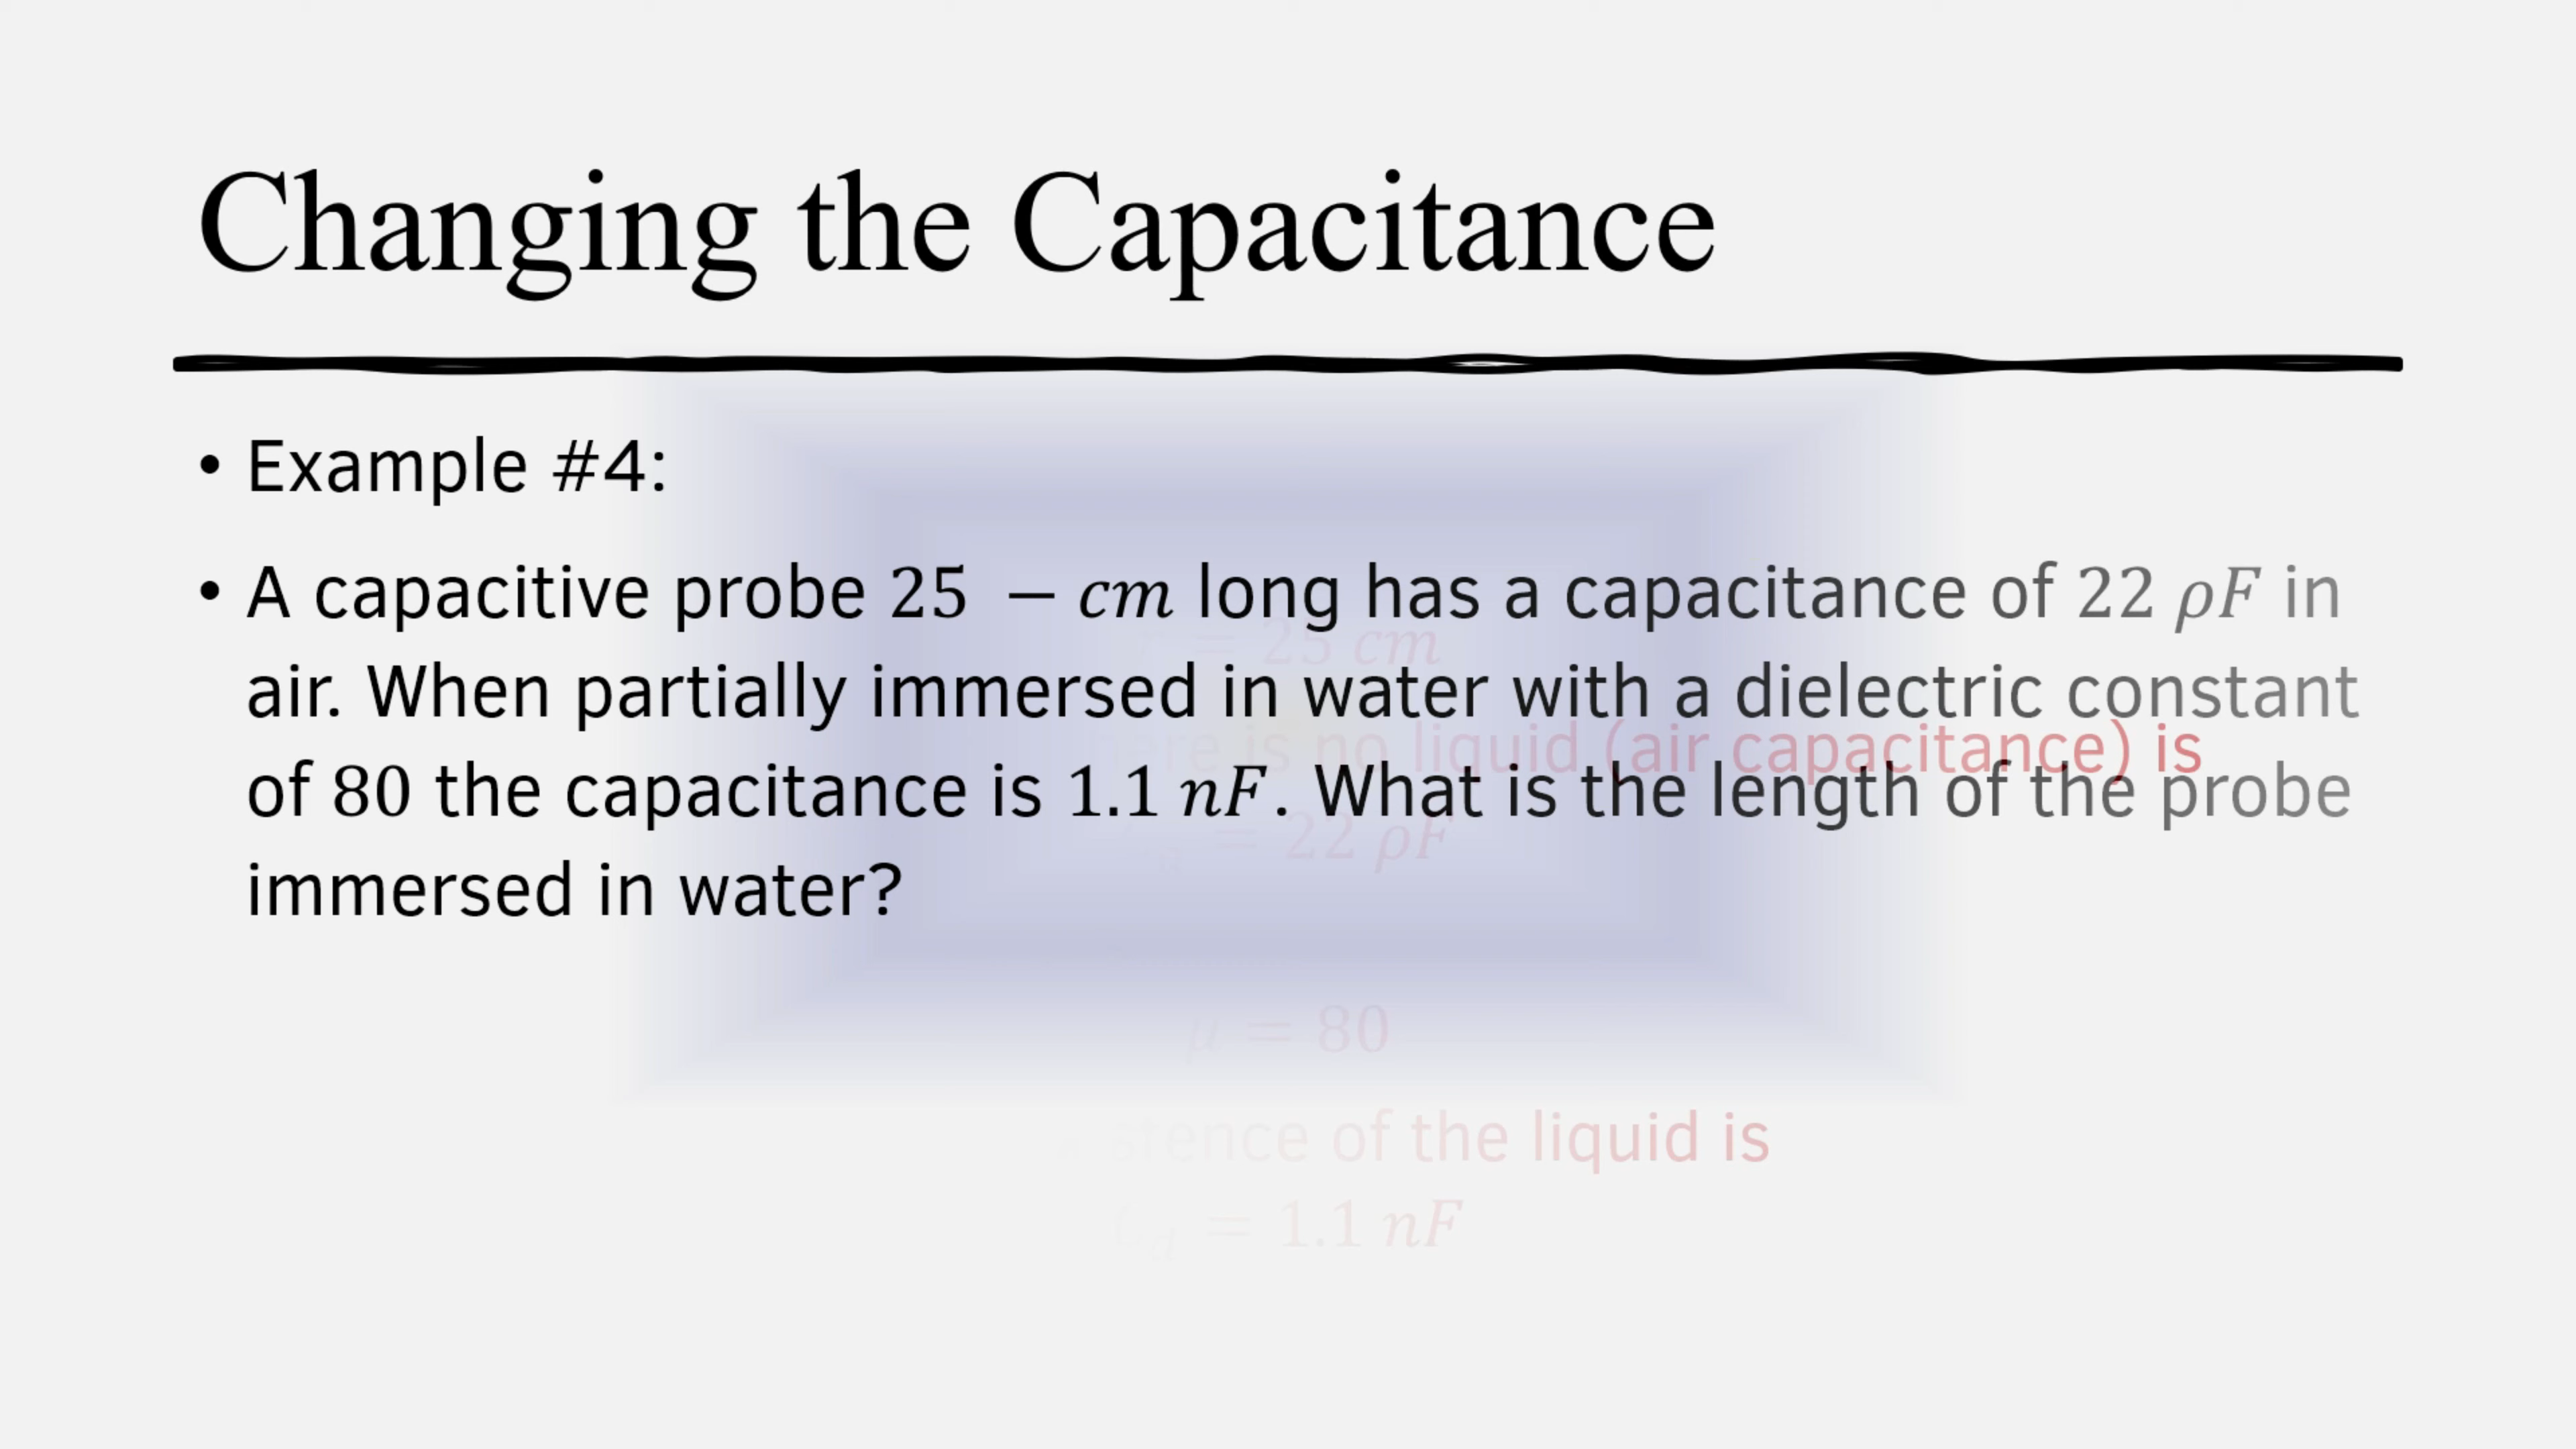 Changing the Capacitance
• Example #4:
• A capacitive probe 25 − cm long has a capacitance of 22 ρF in
= 25 cm
air. When partially immersed in water with a dielectric constant
here is no liquid (air capacitance) is
of 80 the capacitance is 1.1 nF. What is the length of the probe
= 22 ρF
immersed in water?
μ = 80
of the liquid is
= 1.1 nF